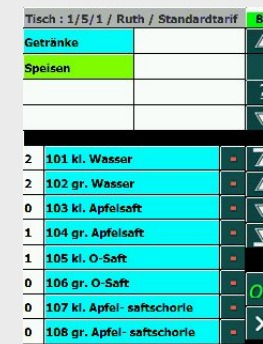 Tisch : 1/5/1 / Ruth / Standardtarif
Getränke
Speisen
2 101 kl. Wasser -
2 102 gr. Wasser -
0 103 kl. Apfelsaft -
1 104 gr. Apfelsaft -
1 105 kl. O-Saft -
0 106 gr. O-Saft -
0 107 kl. Apfel- saftschorle -
0 108 gr. Apfel- saftschorle -